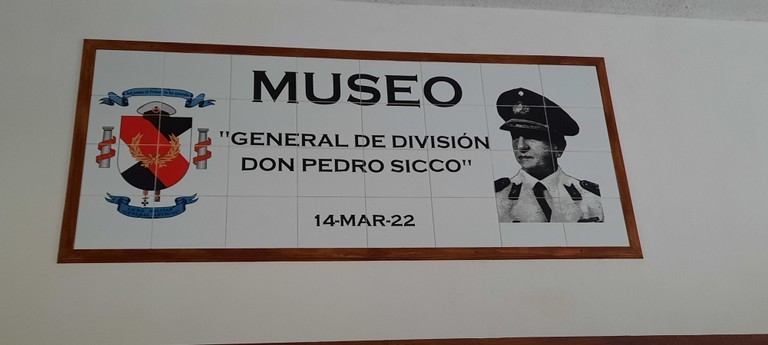 MUSEO
"GENERAL DE DIVISIÓN
DON PEDRO SICCO"
14-MAR-22